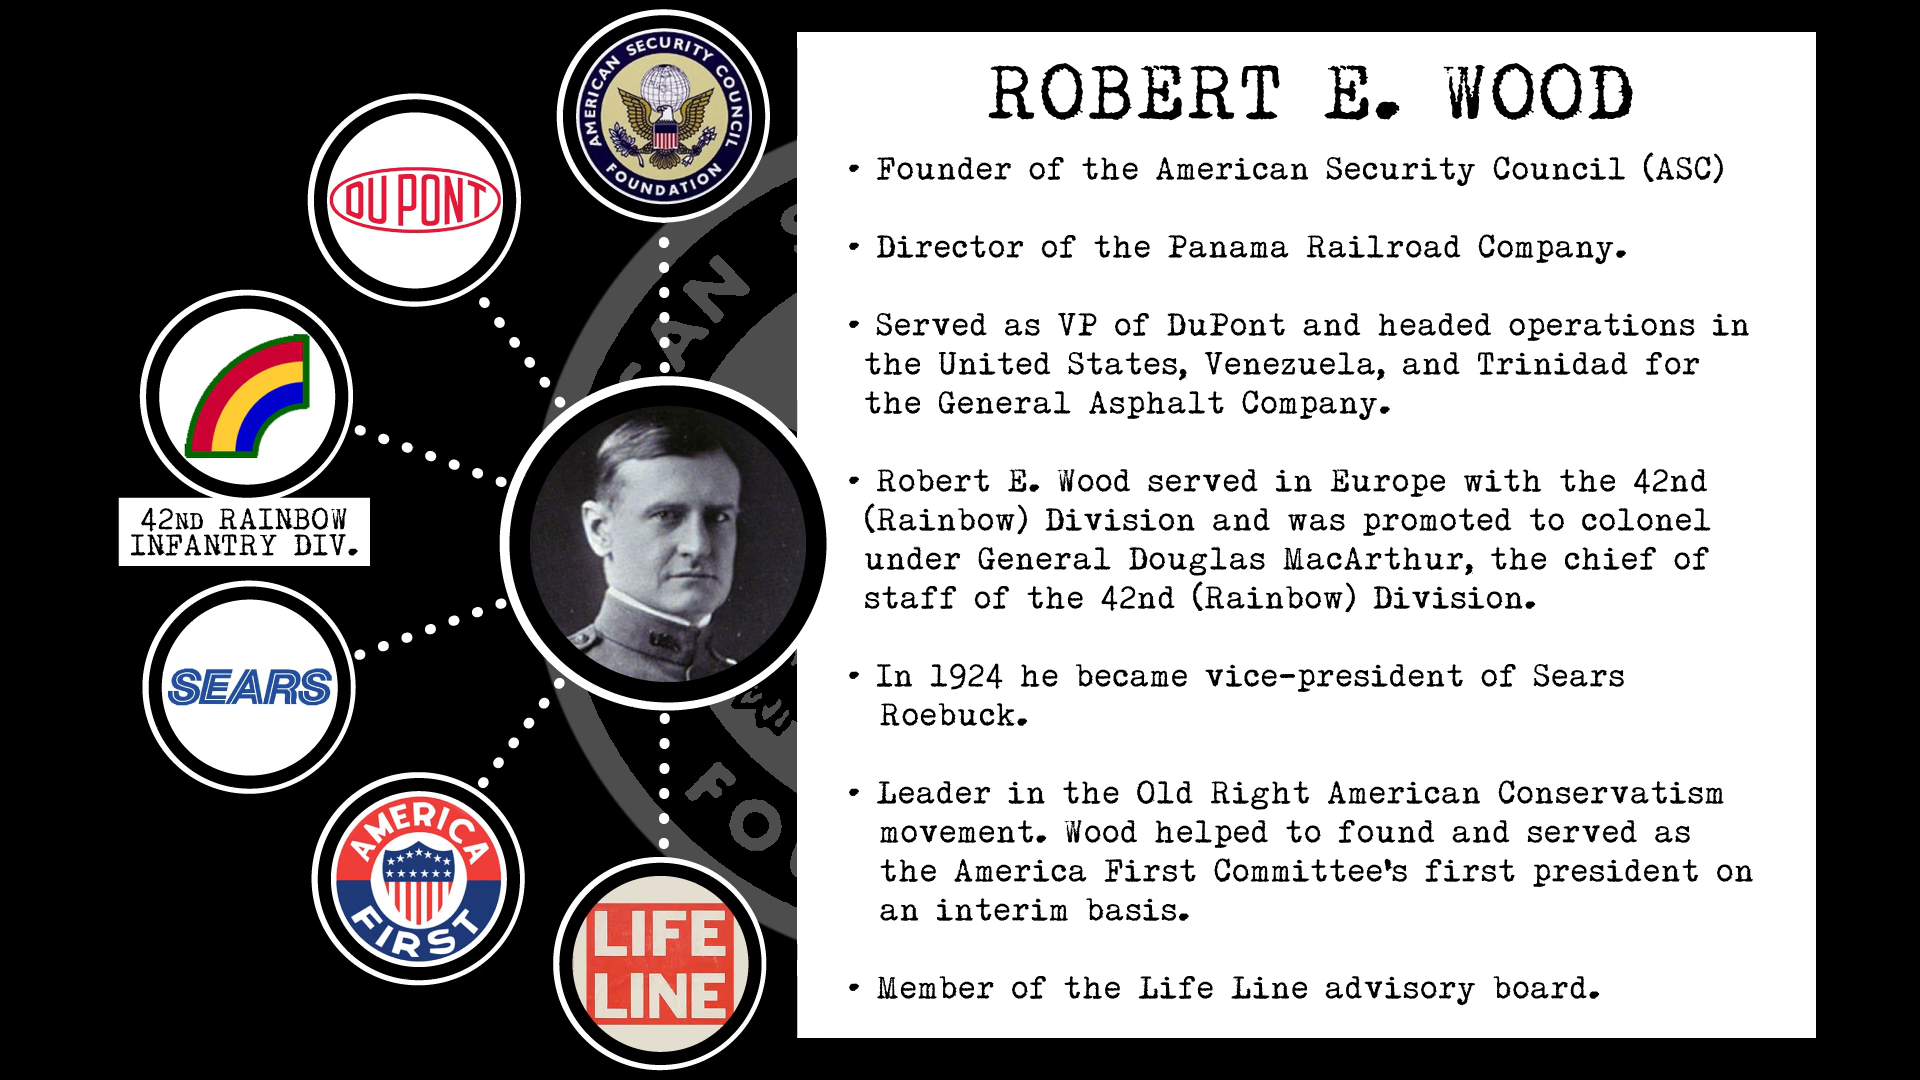 AMERICAN SECURITY COUNCIL
FOUNDATION
DU PONT
42ND RAINBOW
INFANTRY DIV.
SEARS
AMERICA
FIRST
LIFE
LINE
ROBERT E. WOOD
• Founder of the American Security Council (ASC)
• Director of the Panama Railroad Company.
• Served as VP of DuPont and headed operations in
the United States, Venezuela, and Trinidad for
the General Asphalt Company.
• Robert E. Wood served in Europe with the 42nd
(Rainbow) Division and was promoted to colonel
under General Douglas MacArthur, the chief of
staff of the 42nd (Rainbow) Division.
• In 1924 he became vice-president of Sears
Roebuck.
• Leader in the Old Right American Conservatism
movement. Wood helped to found and served as
the America First Committee's first president on
an interim basis.
• Member of the Life Line advisory board.